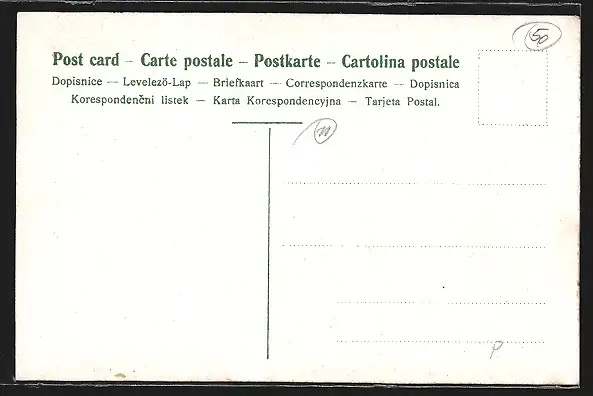 50
Post card – Carte postale – Postkarte – Cartolina postale
Dopisnice — Levelező-Lap — Briefkaart — Correspondenzkarte — Dopisnica
Korespondenčni listek — Karta Korespondencyjna — Tarjeta Postal.
P